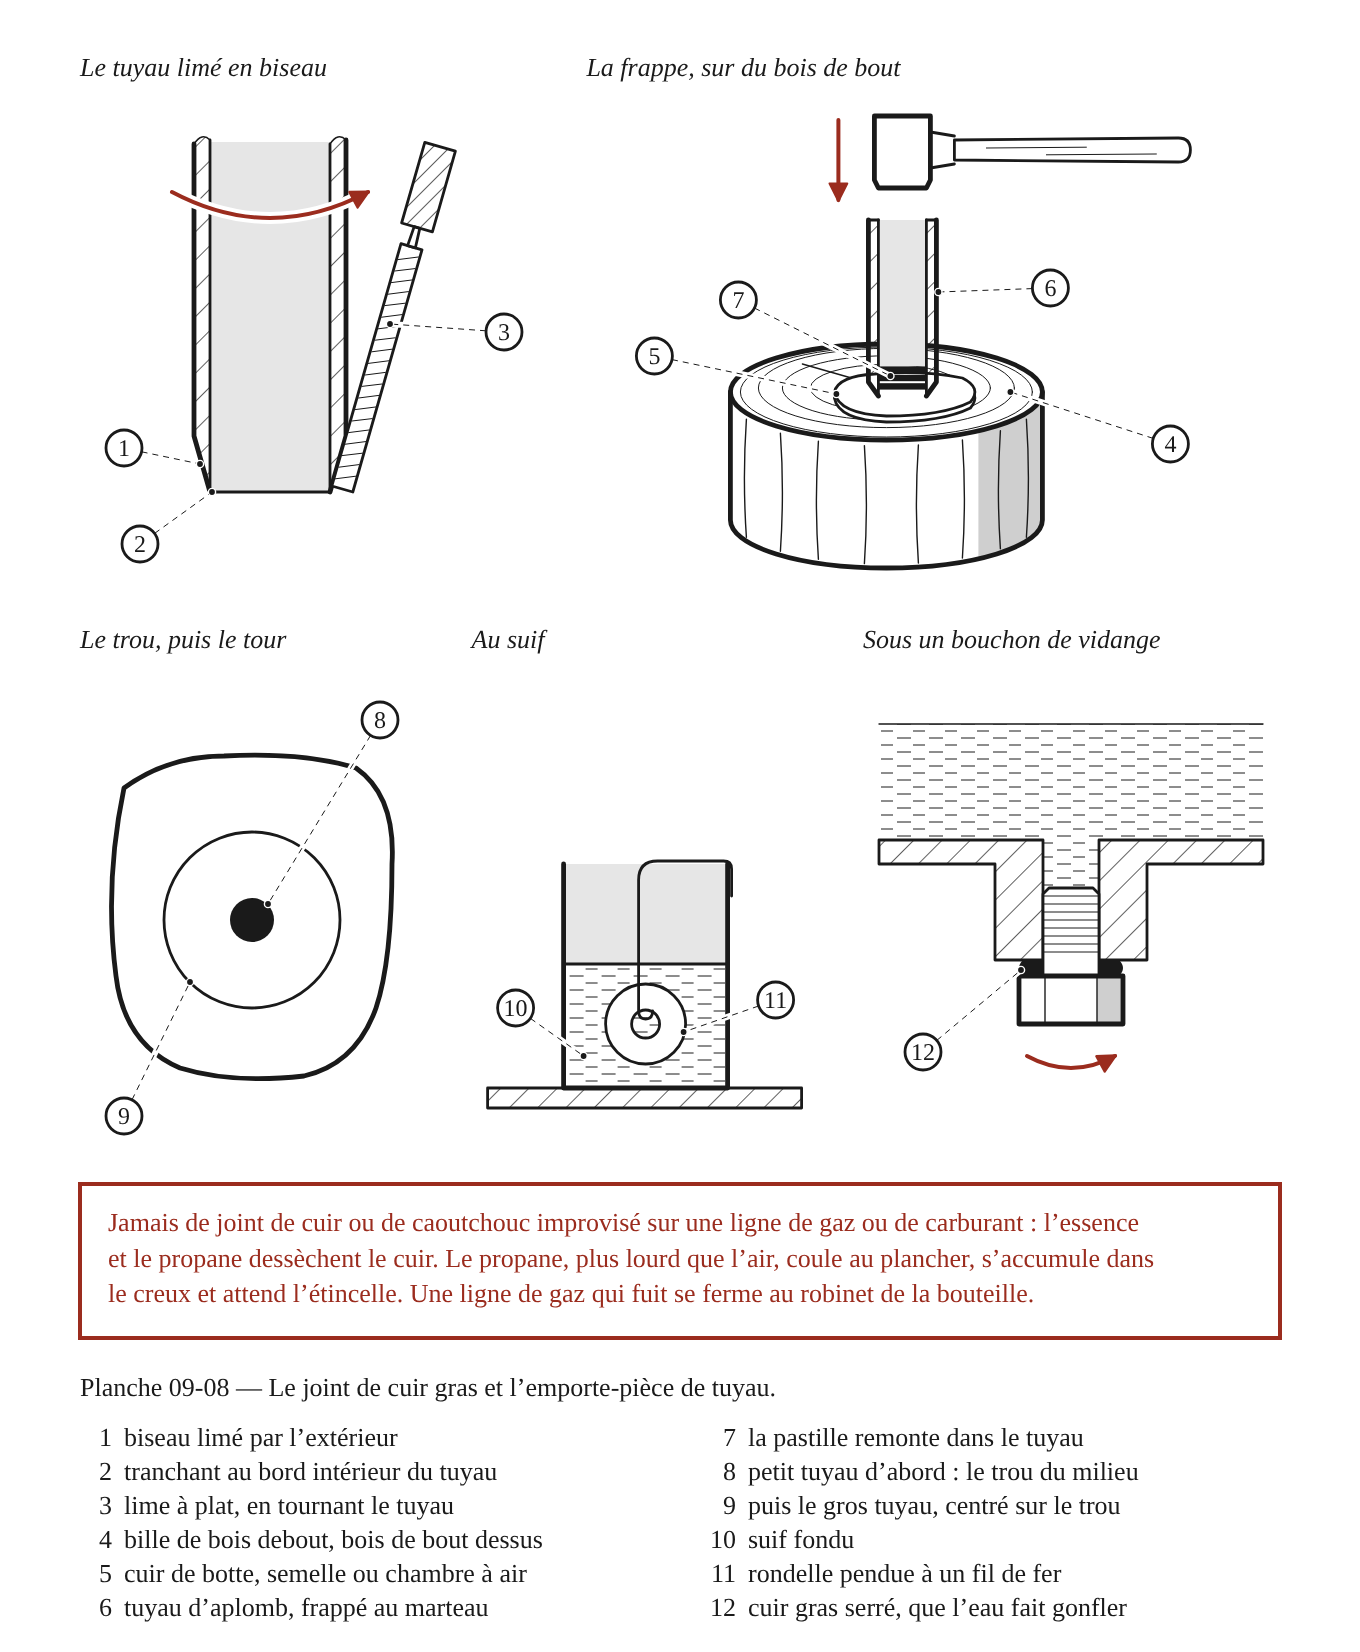 Le tuyau limé en biseau
La frappe, sur du bois de bout
7
6
5
3
4
1
2
Le trou, puis le tour
Au suif
Sous un bouchon de vidange
8
10
11
12
9
Jamais de joint de cuir ou de caoutchouc improvisé sur une ligne de gaz ou de carburant : l’essence
et le propane dessèchent le cuir. Le propane, plus lourd que l’air, coule au plancher, s’accumule dans
le creux et attend l’étincelle. Une ligne de gaz qui fuit se ferme au robinet de la bouteille.
Planche 09-08 — Le joint de cuir gras et l’emporte-pièce de tuyau.
1 biseau limé par l’extérieur
2 tranchant au bord intérieur du tuyau
3 lime à plat, en tournant le tuyau
4 bille de bois debout, bois de bout dessus
5 cuir de botte, semelle ou chambre à air
6 tuyau d’aplomb, frappé au marteau
7 la pastille remonte dans le tuyau
8 petit tuyau d’abord : le trou du milieu
9 puis le gros tuyau, centré sur le trou
10 suif fondu
11 rondelle pendue à un fil de fer
12 cuir gras serré, que l’eau fait gonfler